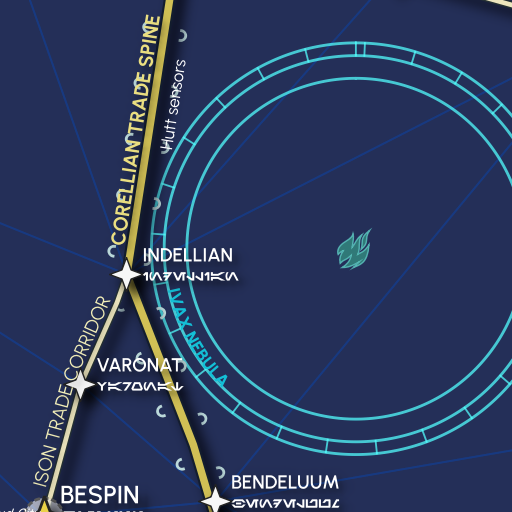 CORELLIAN TRADE SPINE
Hutt sensors
INDELLIAN
IVAX NEBULA
ISON TRADE CORRIDOR
VARONAT
BESPIN
BENDELUUM